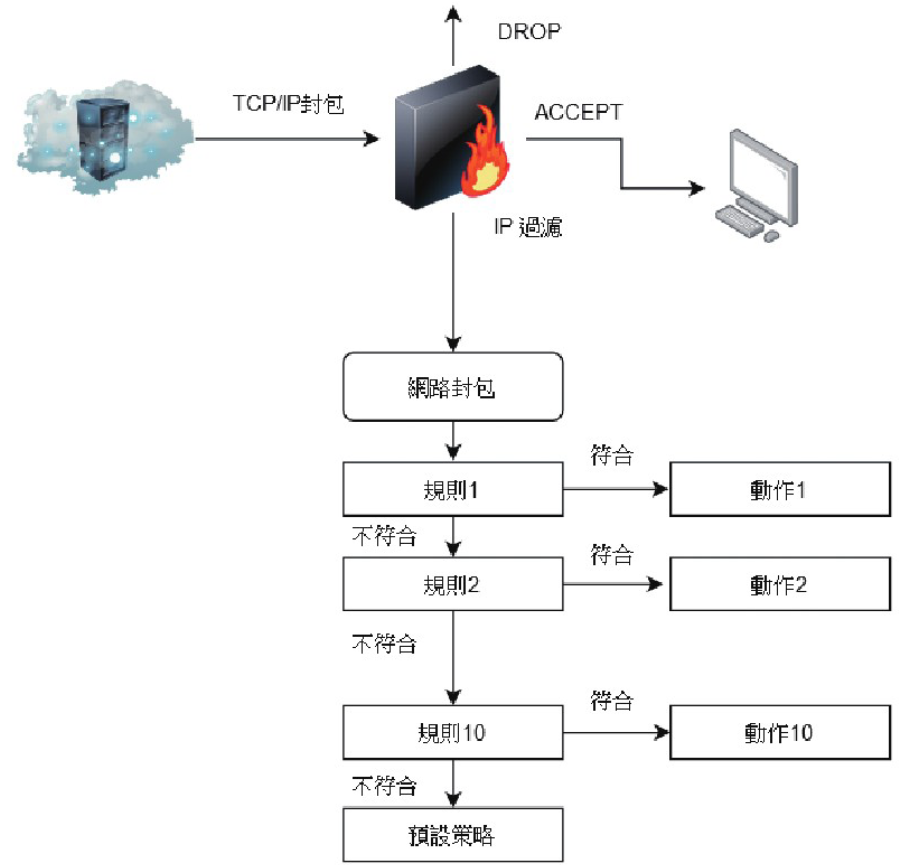 DROP
TCP/IP封包
ACCEPT
IP 過濾
網路封包
符合
規則1
動作1
不符合
符合
規則2
動作2
不符合
符合
規則10
動作10
不符合
預設策略